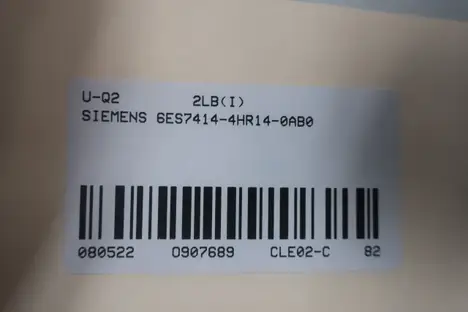 U-Q2 2LB(I)
SIEMENS 6ES7414-4HR14-0AB0
080522 0907689 CLE02-C 82